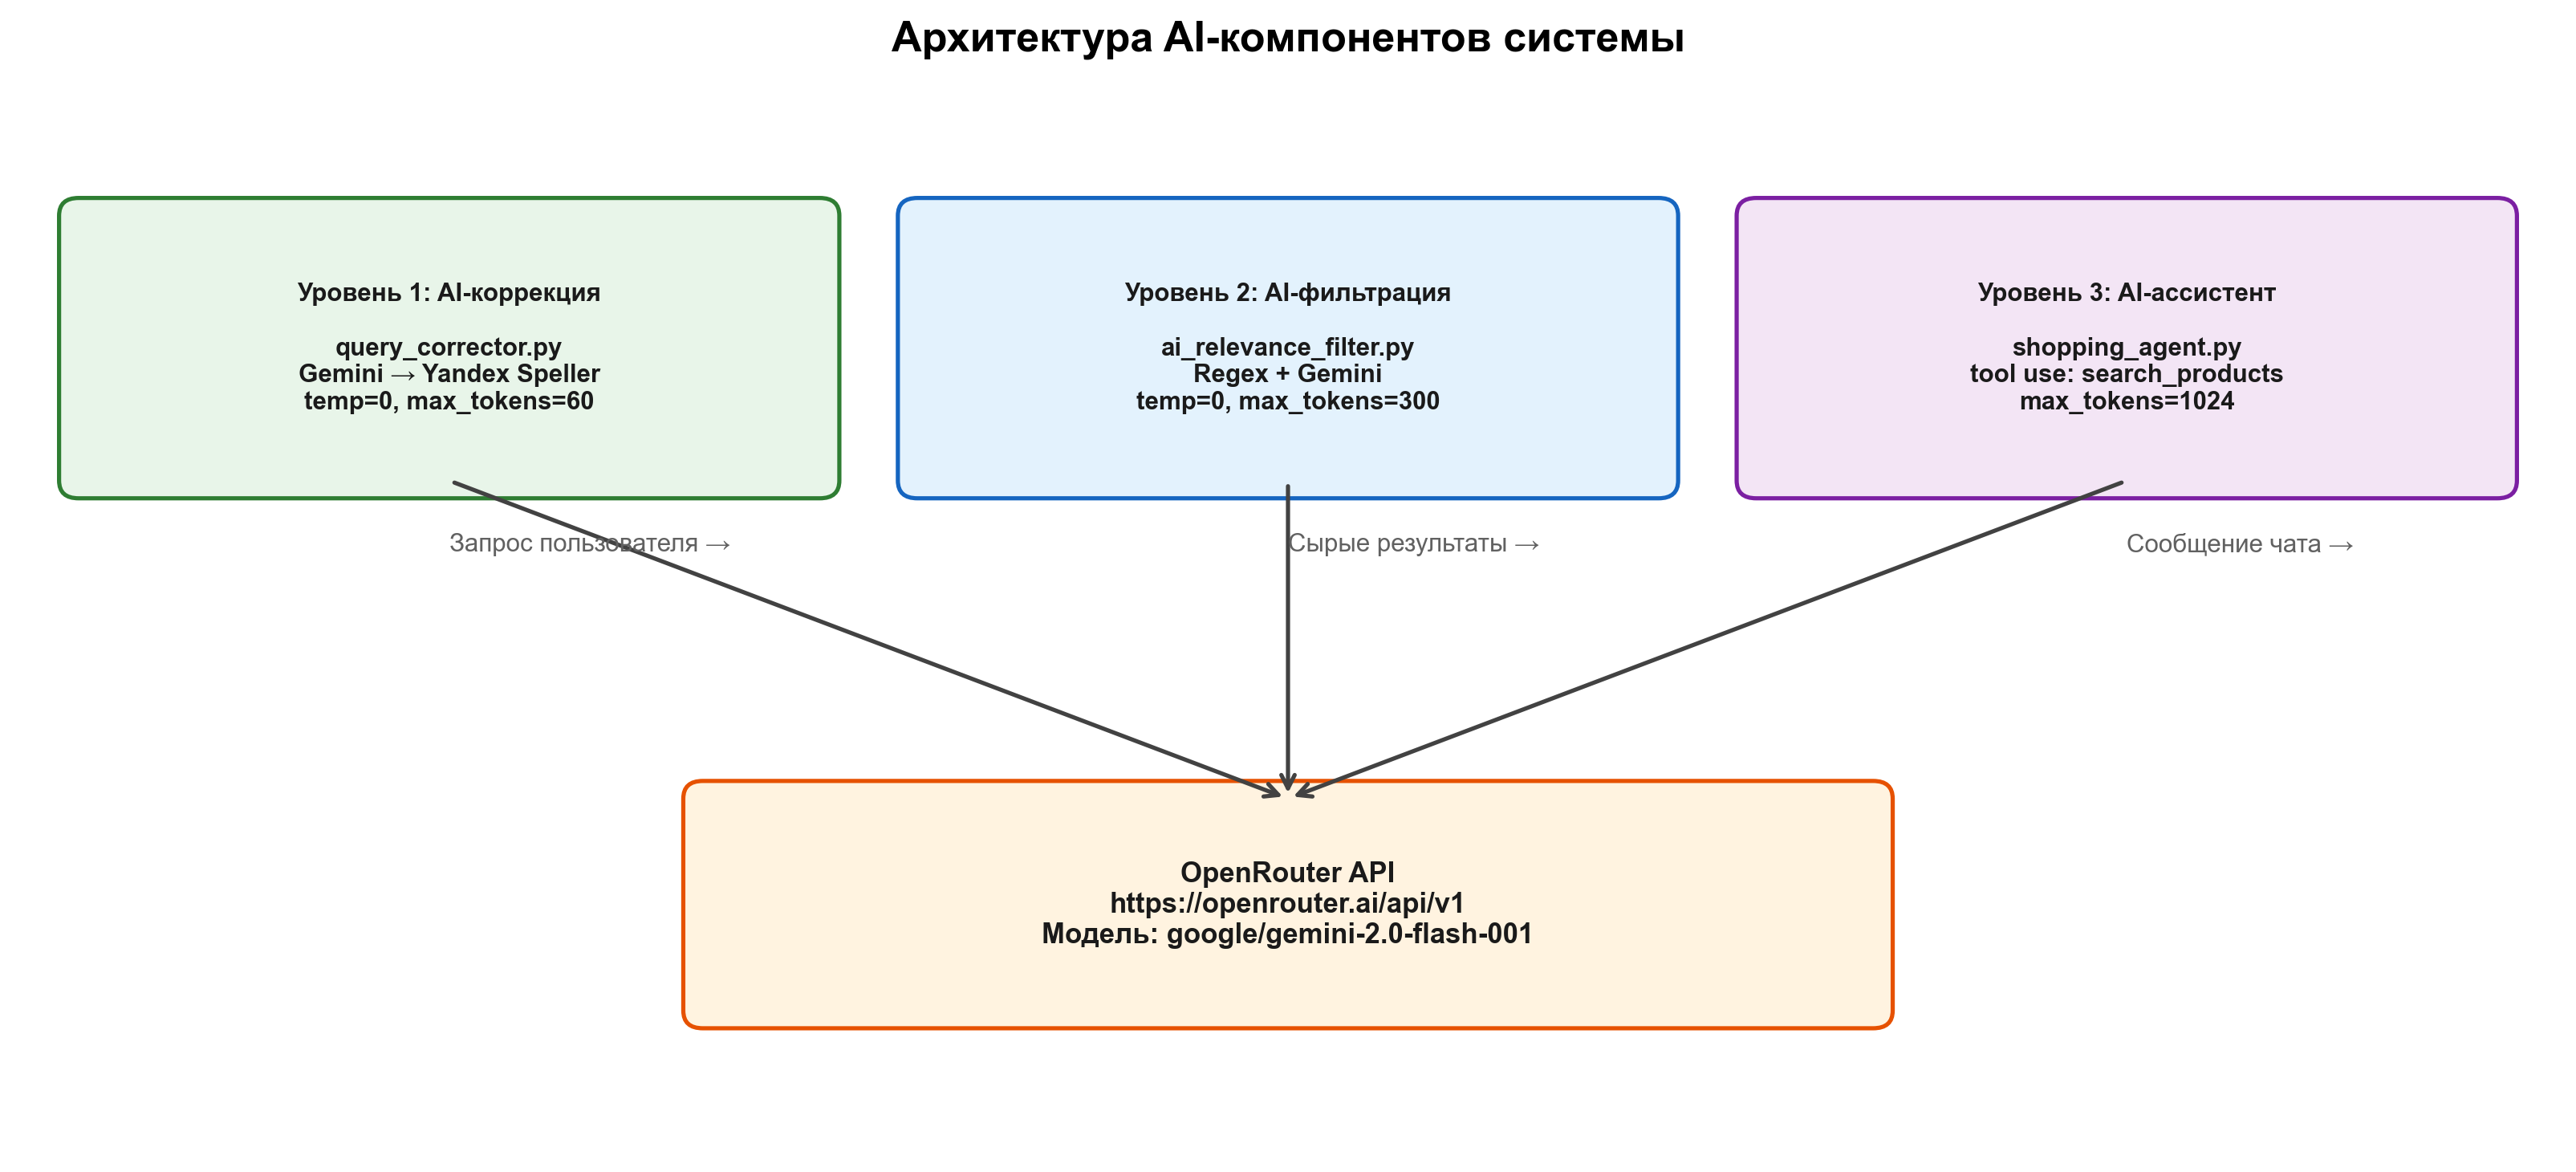 Архитектура AI-компонентов системы
Уровень 1: AI-коррекция
query_corrector.py
Gemini → Yandex Speller
temp=0, max_tokens=60
Уровень 2: AI-фильтрация
ai_relevance_filter.py
Regex + Gemini
temp=0, max_tokens=300
Уровень 3: AI-ассистент
shopping_agent.py
tool use: search_products
max_tokens=1024
Запрос пользователя →
Сырые результаты →
Сообщение чата →
OpenRouter API
https://openrouter.ai/api/v1
Модель: google/gemini-2.0-flash-001